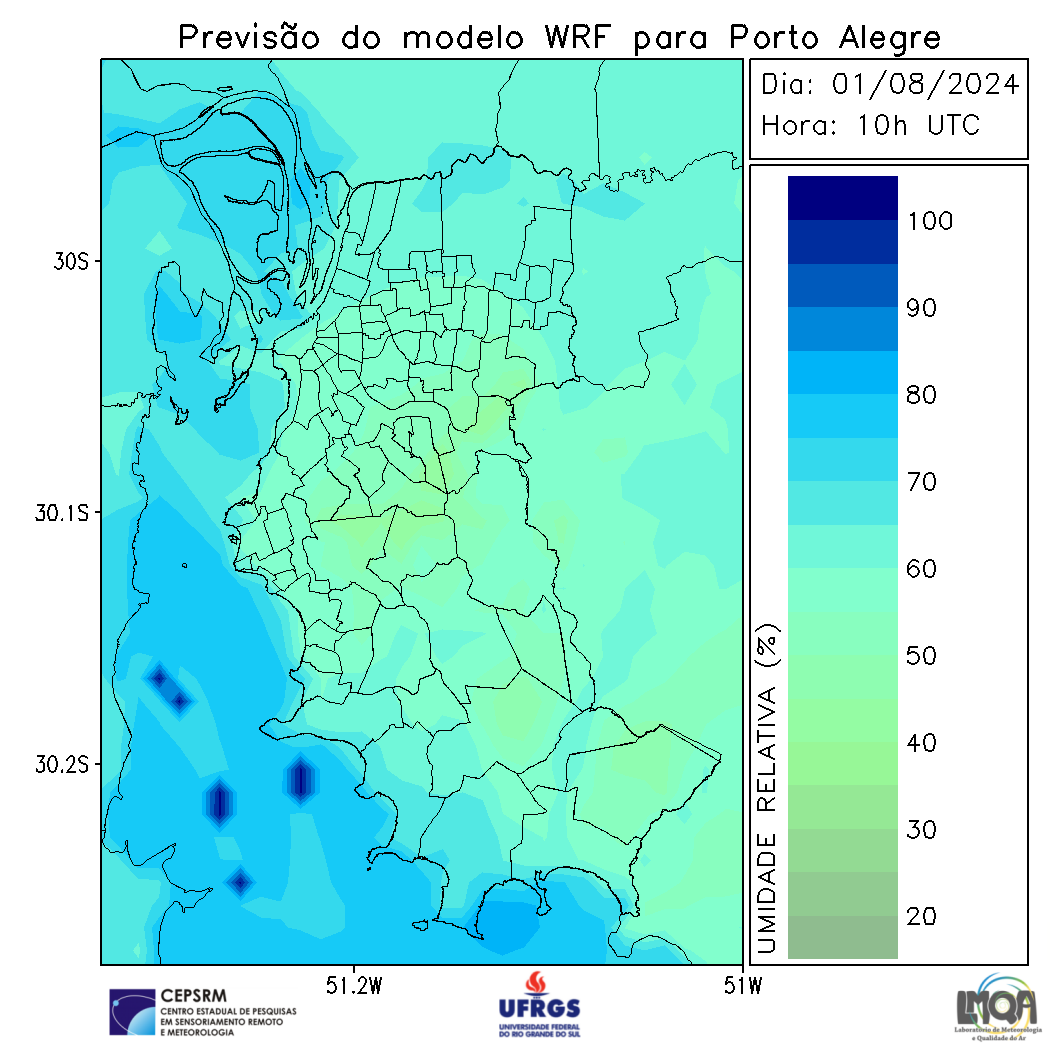 Previsão do modelo WRF para Porto Alegre
Dia: 01/08/2024
Hora: 10h UTC
30S
30.1S
30.2S
51.2W
51W
100
90
80
70
60
50
40
30
20
UMIDADE RELATIVA (%)
CEPSRM
CENTRO ESTADUAL DE PESQUISAS
EM SENSORIAMENTO REMOTO
E METEOROLOGIA
UFRGS
UNIVERSIDADE FEDERAL
DO RIO GRANDE DO SUL
LMQA
Laboratório de Meteorologia
e Qualidade do Ar